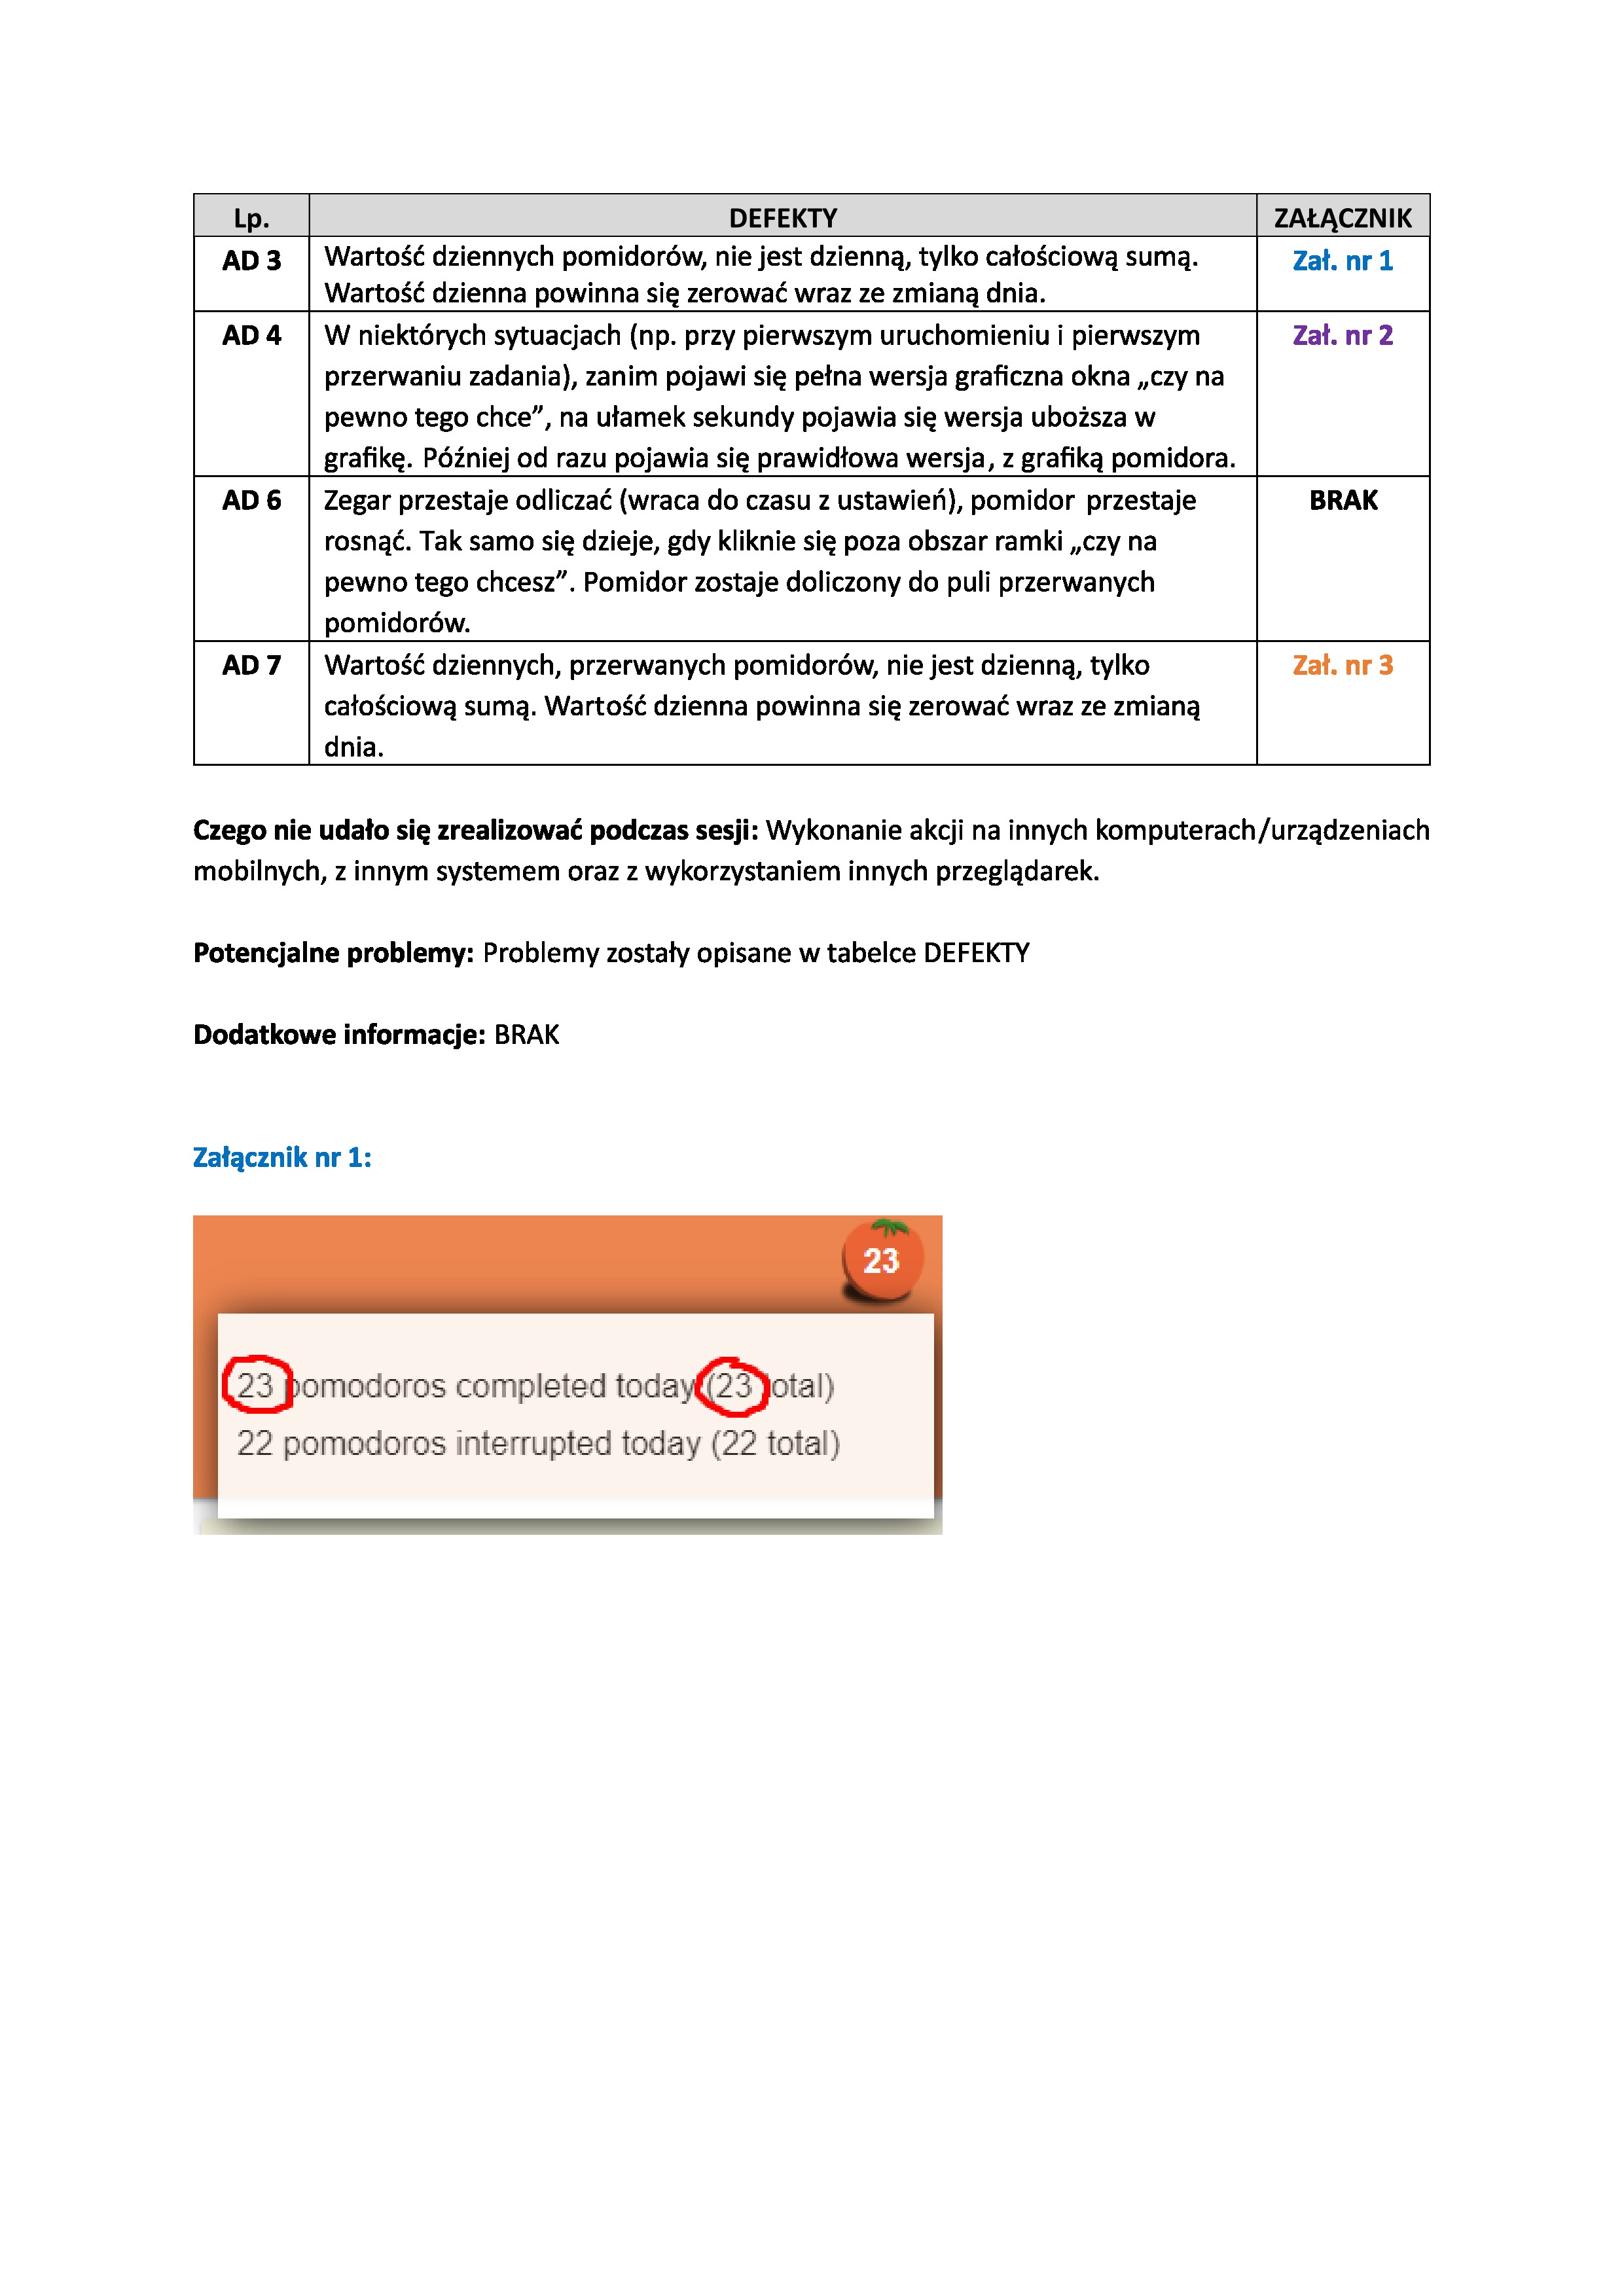 Lp. DEFEKTY ZAŁĄCZNIK
AD 3 Wartość dziennych pomidorów, nie jest dzienną, tylko całościową sumą. Zał. nr 1
Wartość dzienna powinna się zerować wraz ze zmianą dnia.
AD 4 W niektórych sytuacjach (np. przy pierwszym uruchomieniu i pierwszym Zał. nr 2
przerwaniu zadania), zanim pojawi się pełna wersja graficzna okna „czy na
pewno tego chce”, na ułamek sekundy pojawia się wersja uboższa w
grafikę. Później od razu pojawia się prawidłowa wersja, z grafiką pomidora.
AD 6 Zegar przestaje odliczać (wraca do czasu z ustawień), pomidor przestaje BRAK
rosnąć. Tak samo się dzieje, gdy kliknie się poza obszar ramki „czy na
pewno tego chcesz”. Pomidor zostaje doliczony do puli przerwanych
pomidorów.
AD 7 Wartość dziennych, przerwanych pomidorów, nie jest dzienną, tylko Zał. nr 3
całościową sumą. Wartość dzienna powinna się zerować wraz ze zmianą
dnia.
Czego nie udało się zrealizować podczas sesji: Wykonanie akcji na innych komputerach/urządzeniach
mobilnych, z innym systemem oraz z wykorzystaniem innych przeglądarek.
Potencjalne problemy: Problemy zostały opisane w tabelce DEFEKTY
Dodatkowe informacje: BRAK
Załącznik nr 1:
23
23 pomodoros completed today (23 total)
22 pomodoros interrupted today (22 total)